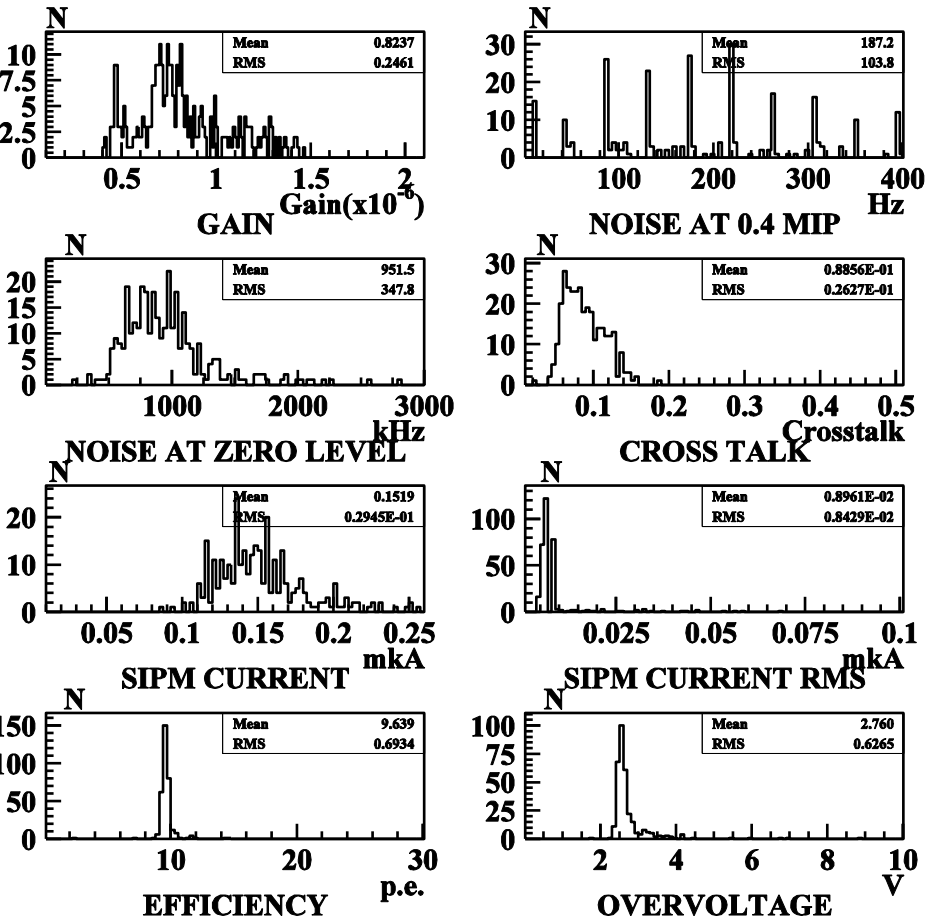 N
Mean 0.8237
RMS 0.2461
10
7.5
5
2.5
0
0.5 1 1.5 2
Gain(x10-6)
GAIN
N
Mean 187.2
RMS 103.8
30
20
10
0
100 200 300 400
Hz
NOISE AT 0.4 MIP
N
Mean 951.5
RMS 347.8
20
15
10
5
0
1000 2000 3000
kHz
NOISE AT ZERO LEVEL
N
Mean 0.8856E-01
RMS 0.2627E-01
30
20
10
0
0.1 0.2 0.3 0.4 0.5
Crosstalk
CROSS TALK
N
Mean 0.1519
RMS 0.2945E-01
20
10
0
0.05 0.1 0.15 0.2 0.25
mkA
SIPM CURRENT
N
Mean 0.8961E-02
RMS 0.8429E-02
100
50
0
0.025 0.05 0.075 0.1
mkA
SIPM CURRENT RMS
N
Mean 9.639
RMS 0.6934
150
100
50
0
10 20 30
p.e.
EFFICIENCY
N
Mean 2.760
RMS 0.6265
100
75
50
25
0
2 4 6 8 10
V
OVERVOLTAGE